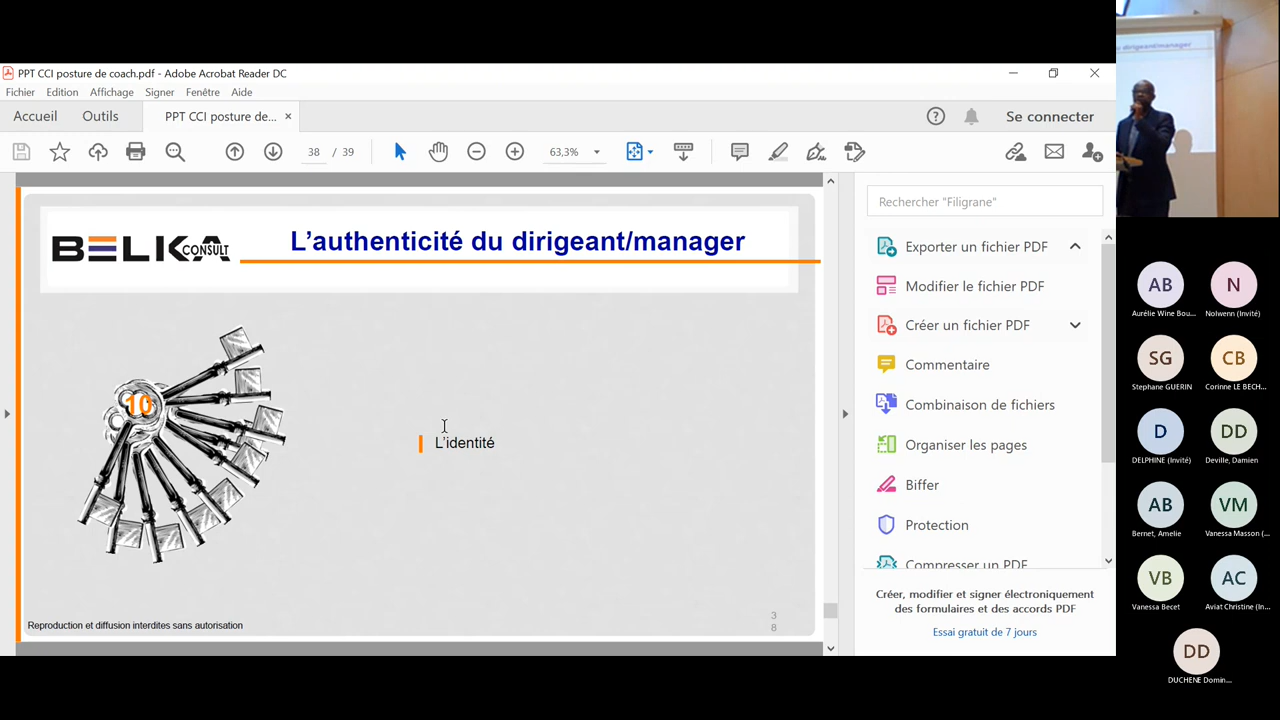 PPT CCI posture de coach.pdf - Adobe Acrobat Reader DC
Fichier Edition Affichage Signer Fenêtre Aide
Accueil Outils PPT CCI posture de... × Se connecter
38 / 39 63,3%
BELIKA CONSULT
L'authenticité du dirigeant/manager
10
L'identité
Reproduction et diffusion interdites sans autorisation
3
8
Rechercher "Filigrane"
Exporter un fichier PDF
Modifier le fichier PDF
Créer un fichier PDF
Commentaire
Combinaison de fichiers
Organiser les pages
Biffer
Protection
Compresser un PDF
Créer, modifier et signer électroniquement
des formulaires et des accords PDF
Essai gratuit de 7 jours
dirigeant/manager
AB N
Aurélie Wine Bou... Nolwenn (Invité)
SG CB
Stephane GUERIN Corinne LE BECH...
D DD
DELPHINE (Invité) Deville, Damien
AB VM
Bernet, Amelie Vanessa Masson (...
VB AC
Vanessa Becet Aviat Christine (In...
DD
DUCHENE Domin...